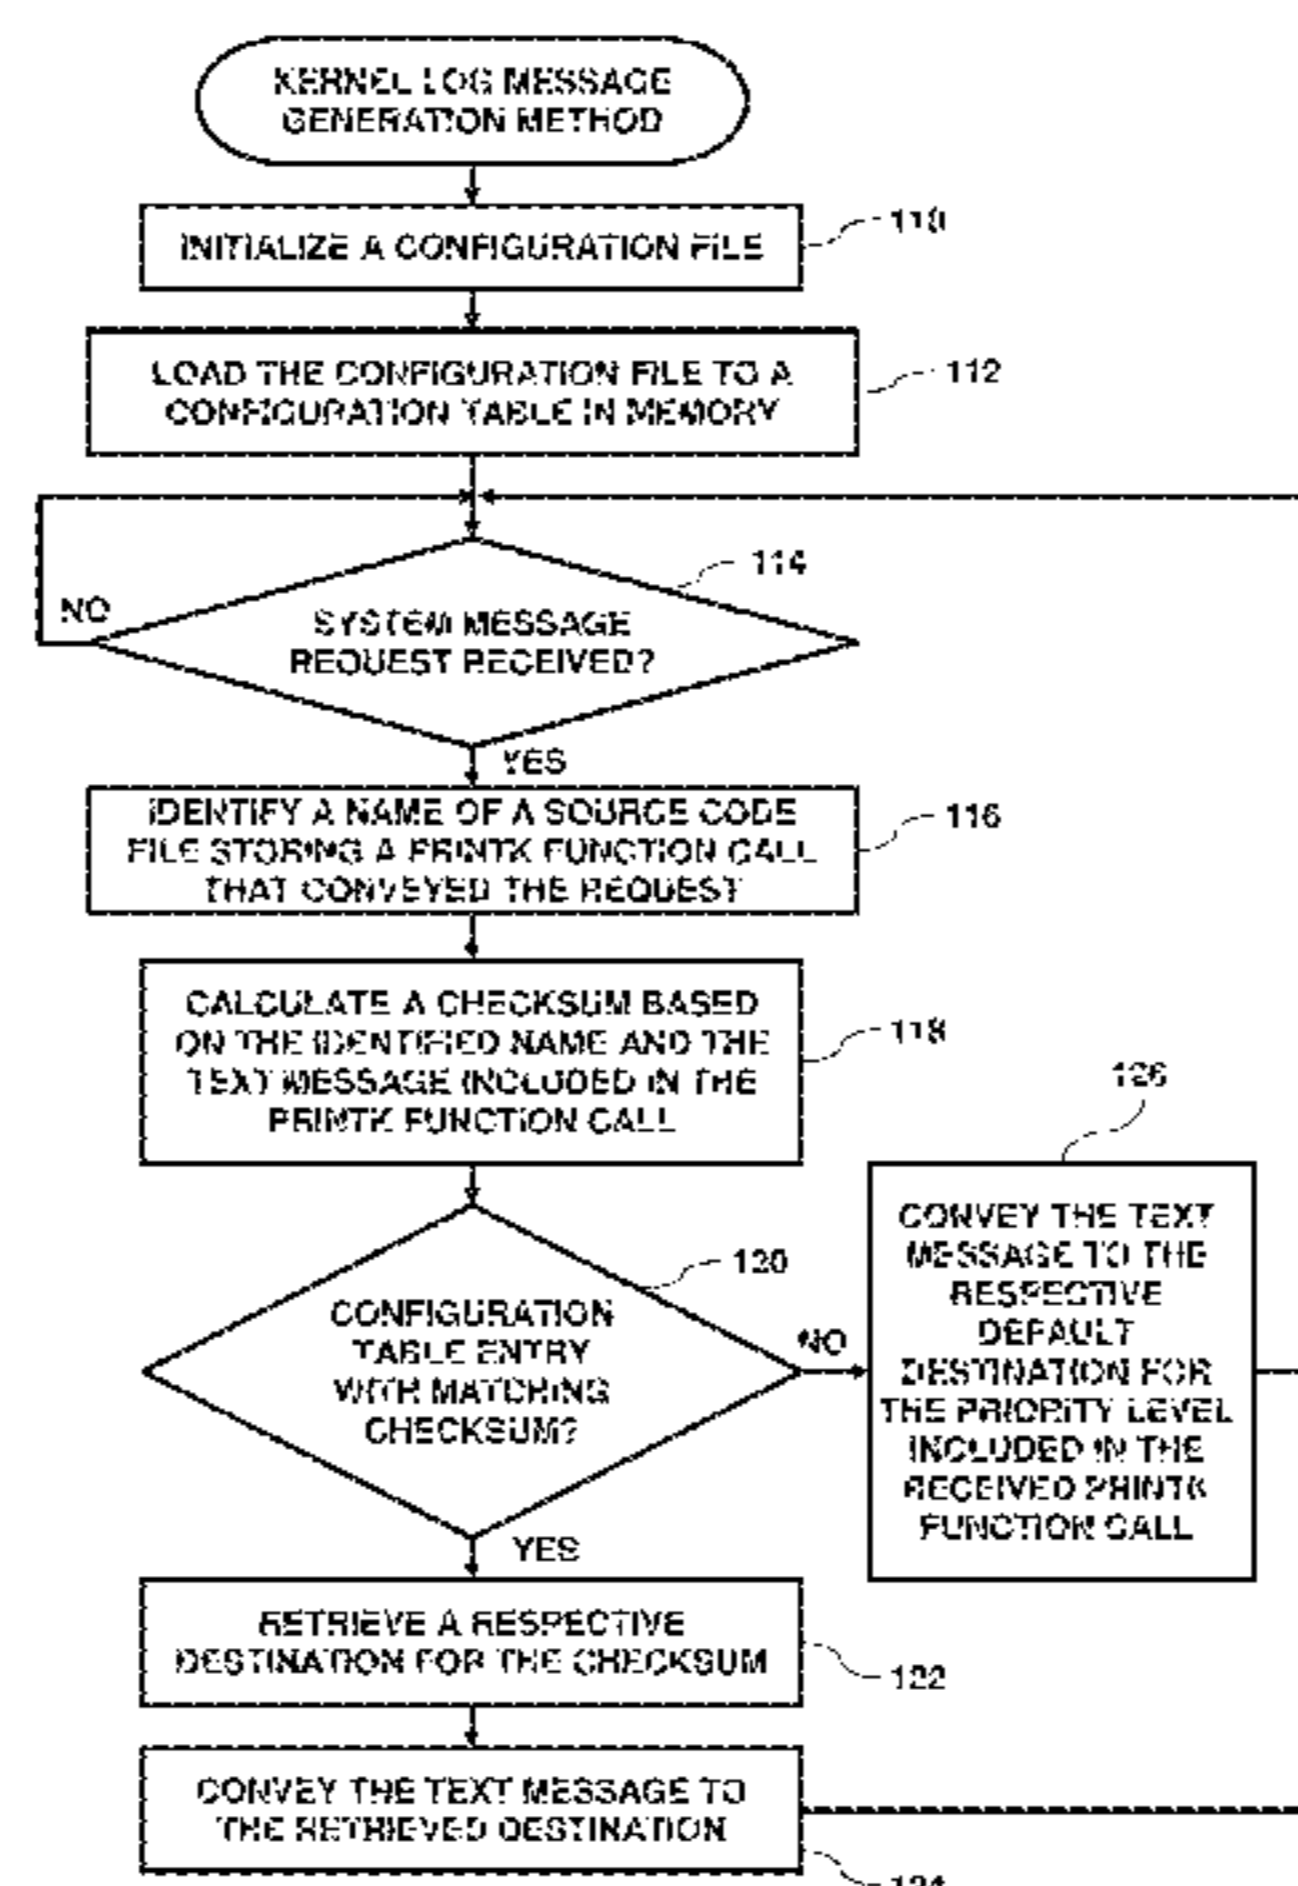 KERNEL LOG MESSAGE
GENERATION METHOD
INITIALIZE A CONFIGURATION FILE
110
LOAD THE CONFIGURATION FILE TO A
CONFIGURATION TABLE IN MEMORY
112
114
NO
SYSTEM MESSAGE
REQUEST RECEIVED?
YES
IDENTIFY A NAME OF A SOURCE CODE
FILE STORING A PRINTK FUNCTION CALL
THAT CONVEYED THE REQUEST
116
CALCULATE A CHECKSUM BASED
ON THE IDENTIFIED NAME AND THE
TEXT MESSAGE INCLUDED IN THE
PRINTK FUNCTION CALL
118
126
120
CONFIGURATION
TABLE ENTRY
WITH MATCHING
CHECKSUM?
NO
CONVEY THE TEXT
MESSAGE TO THE
RESPECTIVE
DEFAULT
DESTINATION FOR
THE PRIORITY LEVEL
INCLUDED IN THE
RECEIVED PRINTK
FUNCTION CALL
YES
RETRIEVE A RESPECTIVE
DESTINATION FOR THE CHECKSUM
122
CONVEY THE TEXT MESSAGE TO
THE RETRIEVED DESTINATION